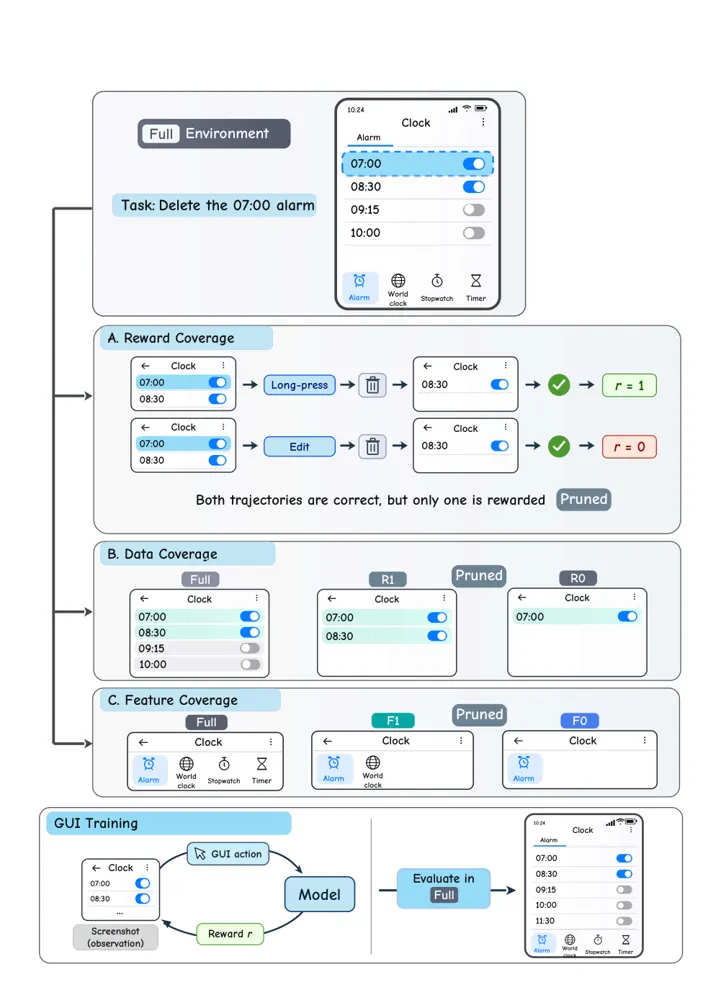 10:24
Clock
Alarm
Full Environment
07:00
08:30
Task: Delete the 07:00 alarm
09:15
10:00
Alarm
World clock
Stopwatch
Timer
A. Reward Coverage
← Clock
07:00
08:30
Long-press
Clock
08:30
r = 1
← Clock
07:00
08:30
Edit
Clock
08:30
r = 0
Both trajectories are correct, but only one is rewarded Pruned
B. Data Coverage
Full
R1
Pruned
R0
← Clock
07:00
08:30
09:15
10:00
← Clock
07:00
08:30
← Clock
07:00
C. Feature Coverage
Full
F1
Pruned
F0
← Clock
Alarm
World clock
Stopwatch
Timer
← Clock
Alarm
World clock
← Clock
Alarm
GUI Training
← Clock
07:00
08:30
...
Screenshot
(observation)
GUI action
Model
Reward r
Evaluate in
Full
10:24
Clock
Alarm
07:00
08:30
09:15
10:00
11:30
Alarm
World clock
Stopwatch
Timer